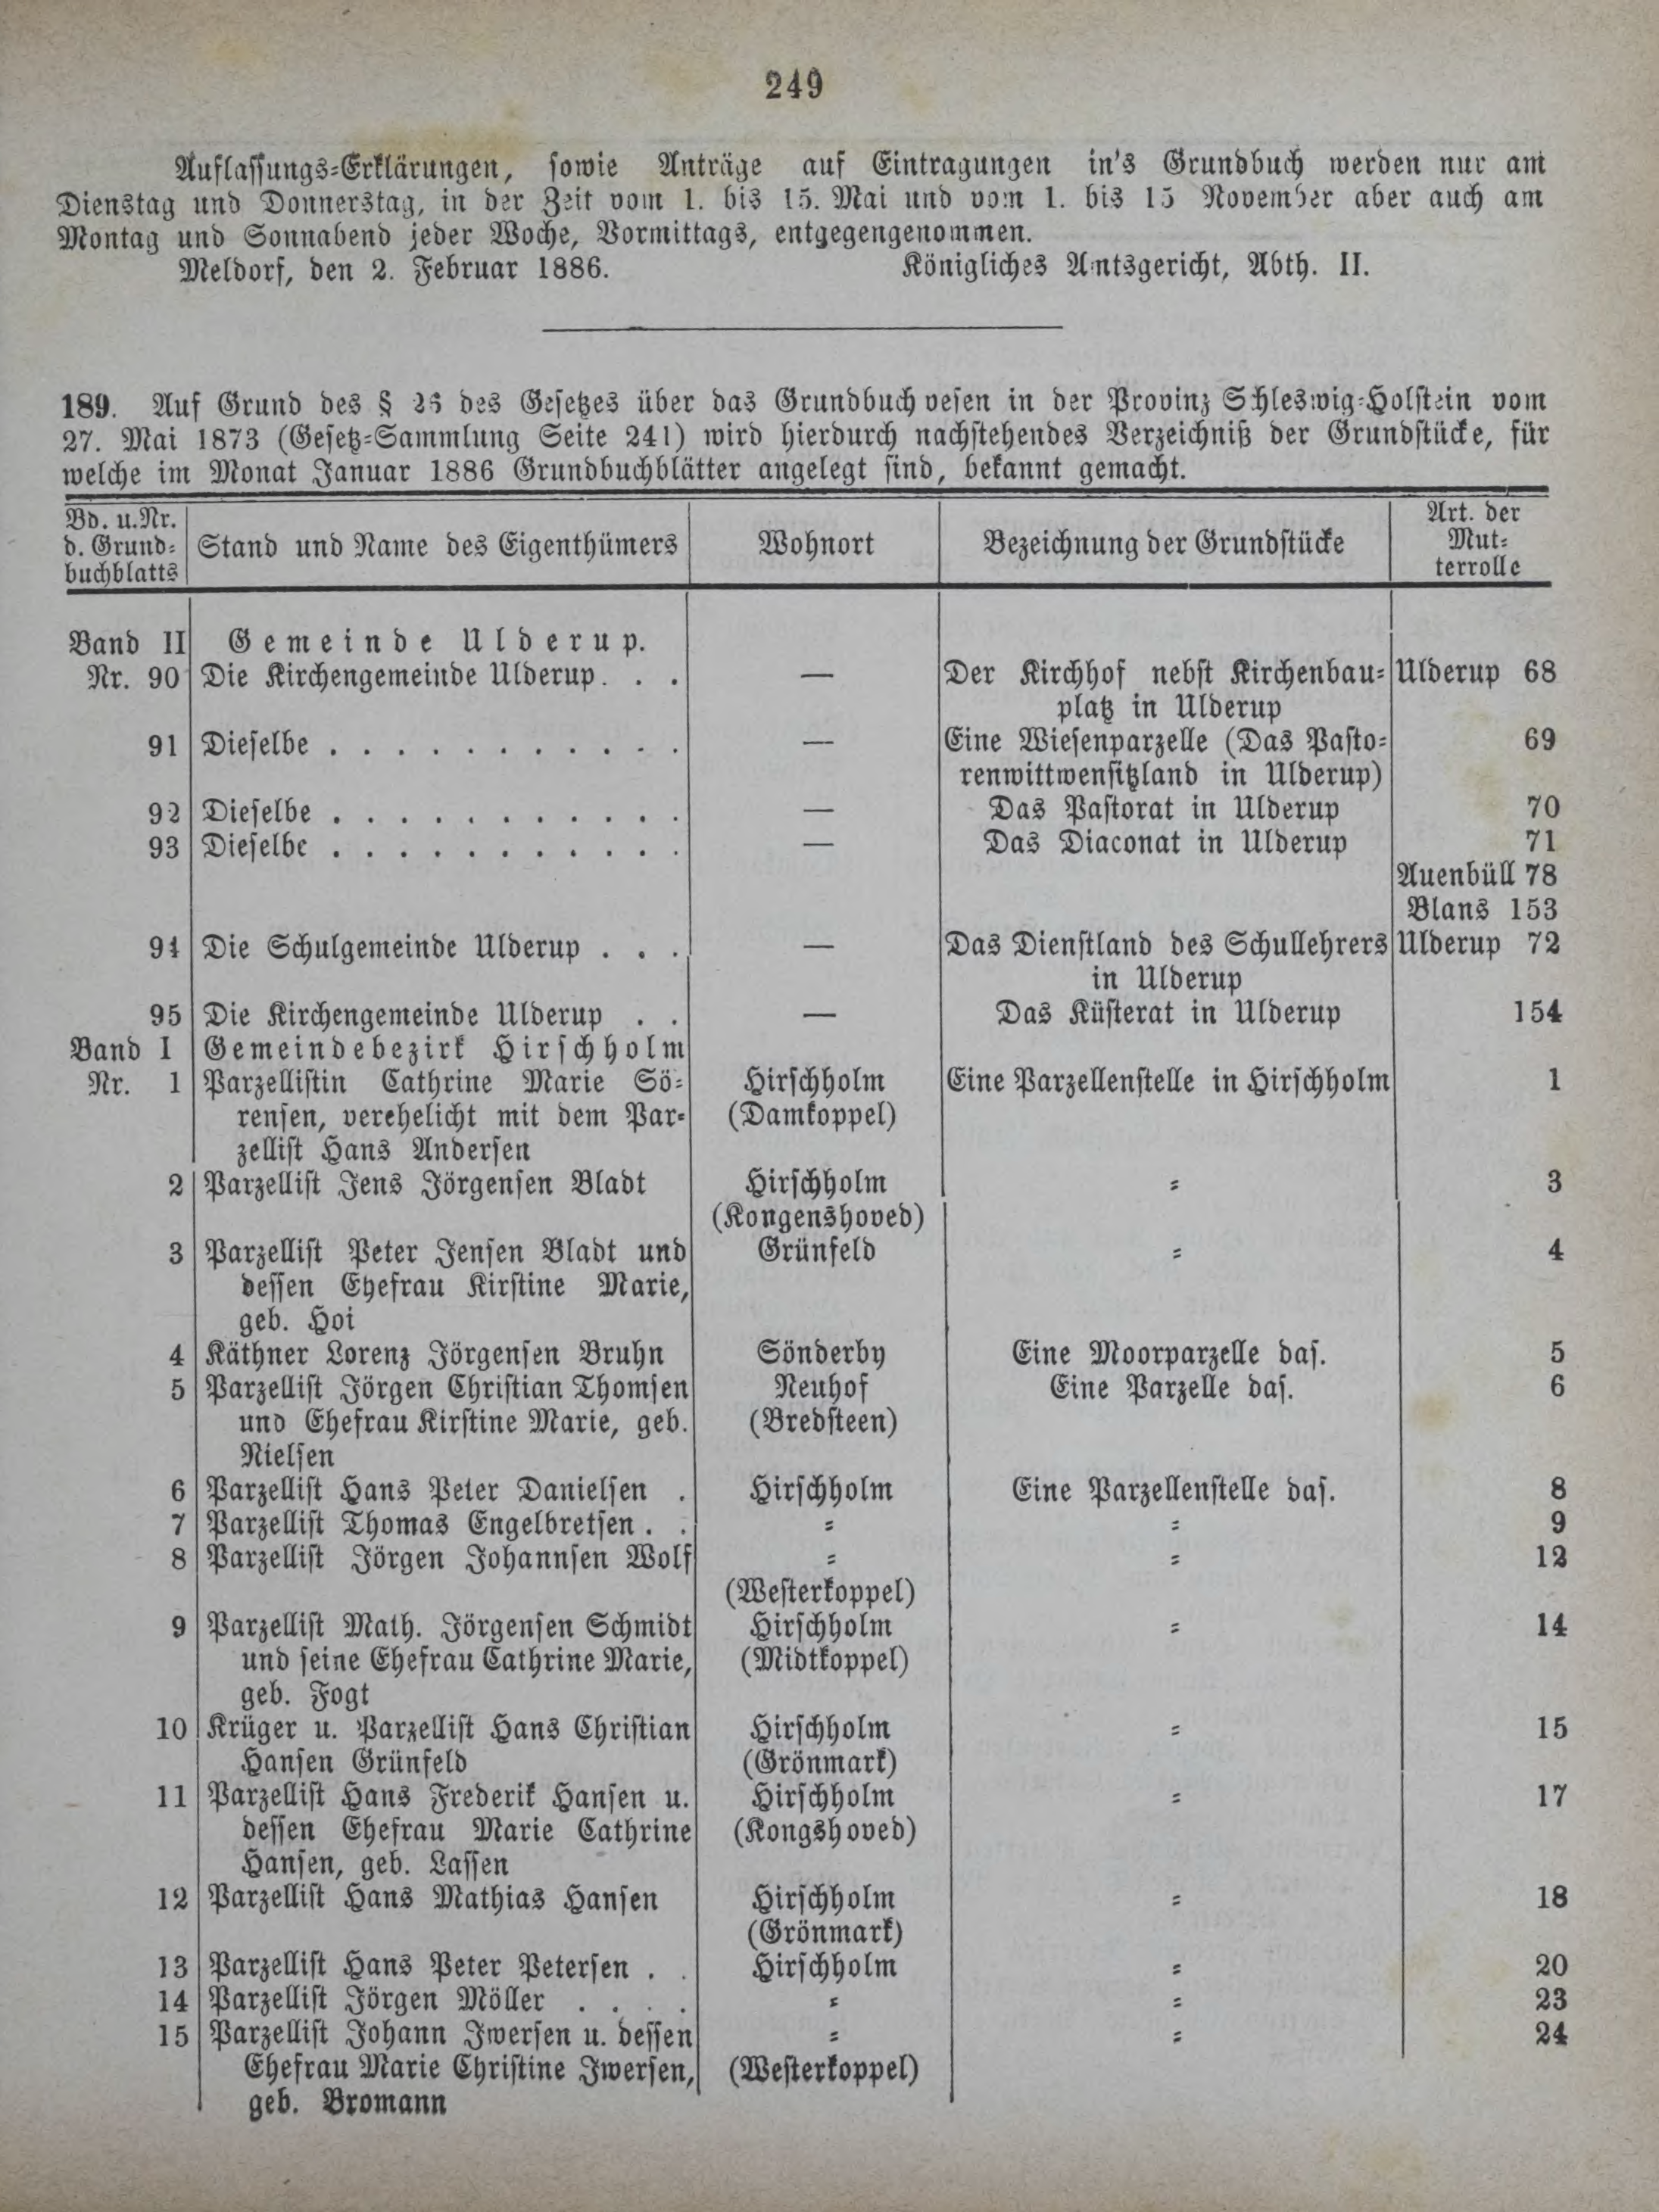 249
Auflassungs-Erklärungen, sowie Anträge auf Eintragungen in's Grundbuch werden nur am
Dienstag und Donnerstag, in der Zeit vom 1. bis 15. Mai und vom 1. bis 15 November aber auch am
Montag und Sonnabend jeder Woche, Vormittags, entgegengenommen.
Meldorf, den 2. Februar 1886. Königliches Amtsgericht, Abth. II.
189. Auf Grund des § des Gesetzes über das Grundbuchwesen in der Provinz Schleswig-Holstein vom
27. Mai 1873 (Gesetz-Sammlung Seite 241) wird hierdurch nachstehendes Verzeichniß der Grundstücke, für
welche im Monat Januar 1886 Grundbuchblätter angelegt sind, bekannt gemacht.
Bd. u. Nr.
d. Grund-
buchblatts
Stand und Name des Eigenthümers
Wohnort
Bezeichnung der Grundstücke
Art. der
Mut-
terrolle
Band II Gemeinde Ulderup.
Nr. 90 Die Kirchengemeinde Ulderup. . . — Der Kirchhof nebst Kirchenbau- Ulderup 68
platz in Ulderup
91 Dieselbe . . . . . . . . . . . — Eine Wiesenparzelle (Das Pasto- 69
renwittwensitzland in Ulderup)
92 Dieselbe . . . . . . . . . . . — Das Pastorat in Ulderup 70
93 Dieselbe . . . . . . . . . . . — Das Diaconat in Ulderup 71
Auenbüll 78
Blans 153
94 Die Schulgemeinde Ulderup . . . — Das Dienstland des Schullehrers Ulderup 72
in Ulderup
95 Die Kirchengemeinde Ulderup . . — Das Küsterat in Ulderup 154
Band I Gemeindebezirk Hirschholm
Nr. 1 Parzellistin Cathrine Marie Sö- Hirschholm Eine Parzellenstelle in Hirschholm 1
rensen, verehelicht mit dem Par- (Damkoppel)
zellist Hans Andersen
2 Parzellist Jens Jörgensen Bladt Hirschholm = 3
(Kongenshoved)
3 Parzellist Peter Jensen Bladt und Grünfeld = 4
dessen Ehefrau Kirstine Marie,
geb. Hoi
4 Käthner Lorenz Jörgensen Bruhn Sönderby Eine Moorparzelle das. 5
5 Parzellist Jörgen Christian Thomsen Neuhof Eine Parzelle das. 6
und Ehefrau Kirstine Marie, geb. (Bredsteen)
Nielsen
6 Parzellist Hans Peter Danielsen . Hirschholm Eine Parzellenstelle das. 8
7 Parzellist Thomas Engelbretsen . . = = 9
8 Parzellist Jörgen Johannsen Wolf = = 12
(Westerkoppel)
9 Parzellist Math. Jörgensen Schmidt Hirschholm = 14
und seine Ehefrau Cathrine Marie, (Midtkoppel)
geb. Fogt
10 Krüger u. Parzellist Hans Christian Hirschholm = 15
Hansen Grünfeld (Grönmark)
11 Parzellist Hans Frederik Hansen u. Hirschholm = 17
dessen Ehefrau Marie Cathrine (Kongshoved)
Hansen, geb. Lassen
12 Parzellist Hans Mathias Hansen Hirschholm = 18
(Grönmark)
13 Parzellist Hans Peter Petersen . . Hirschholm = 20
14 Parzellist Jörgen Möller . . . . = = 23
15 Parzellist Johann Iwersen u. dessen = = 24
Ehefrau Marie Christine Iwersen, (Westerkoppel)
geb. Bromann